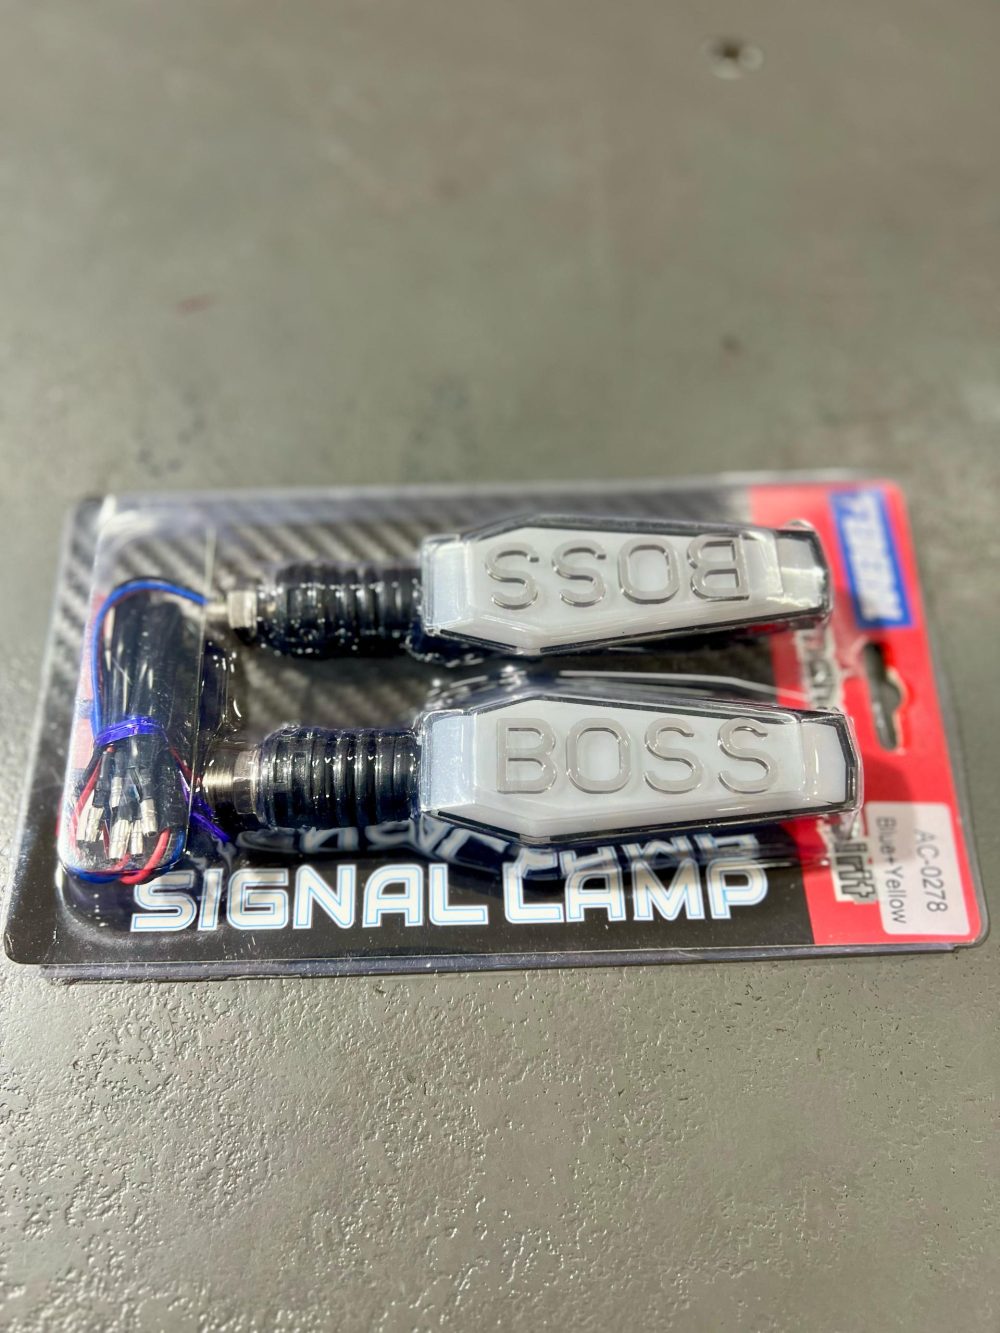 BOSS
BOSS
SIGNAL LAMP
AC-0278
Blue+Yellow